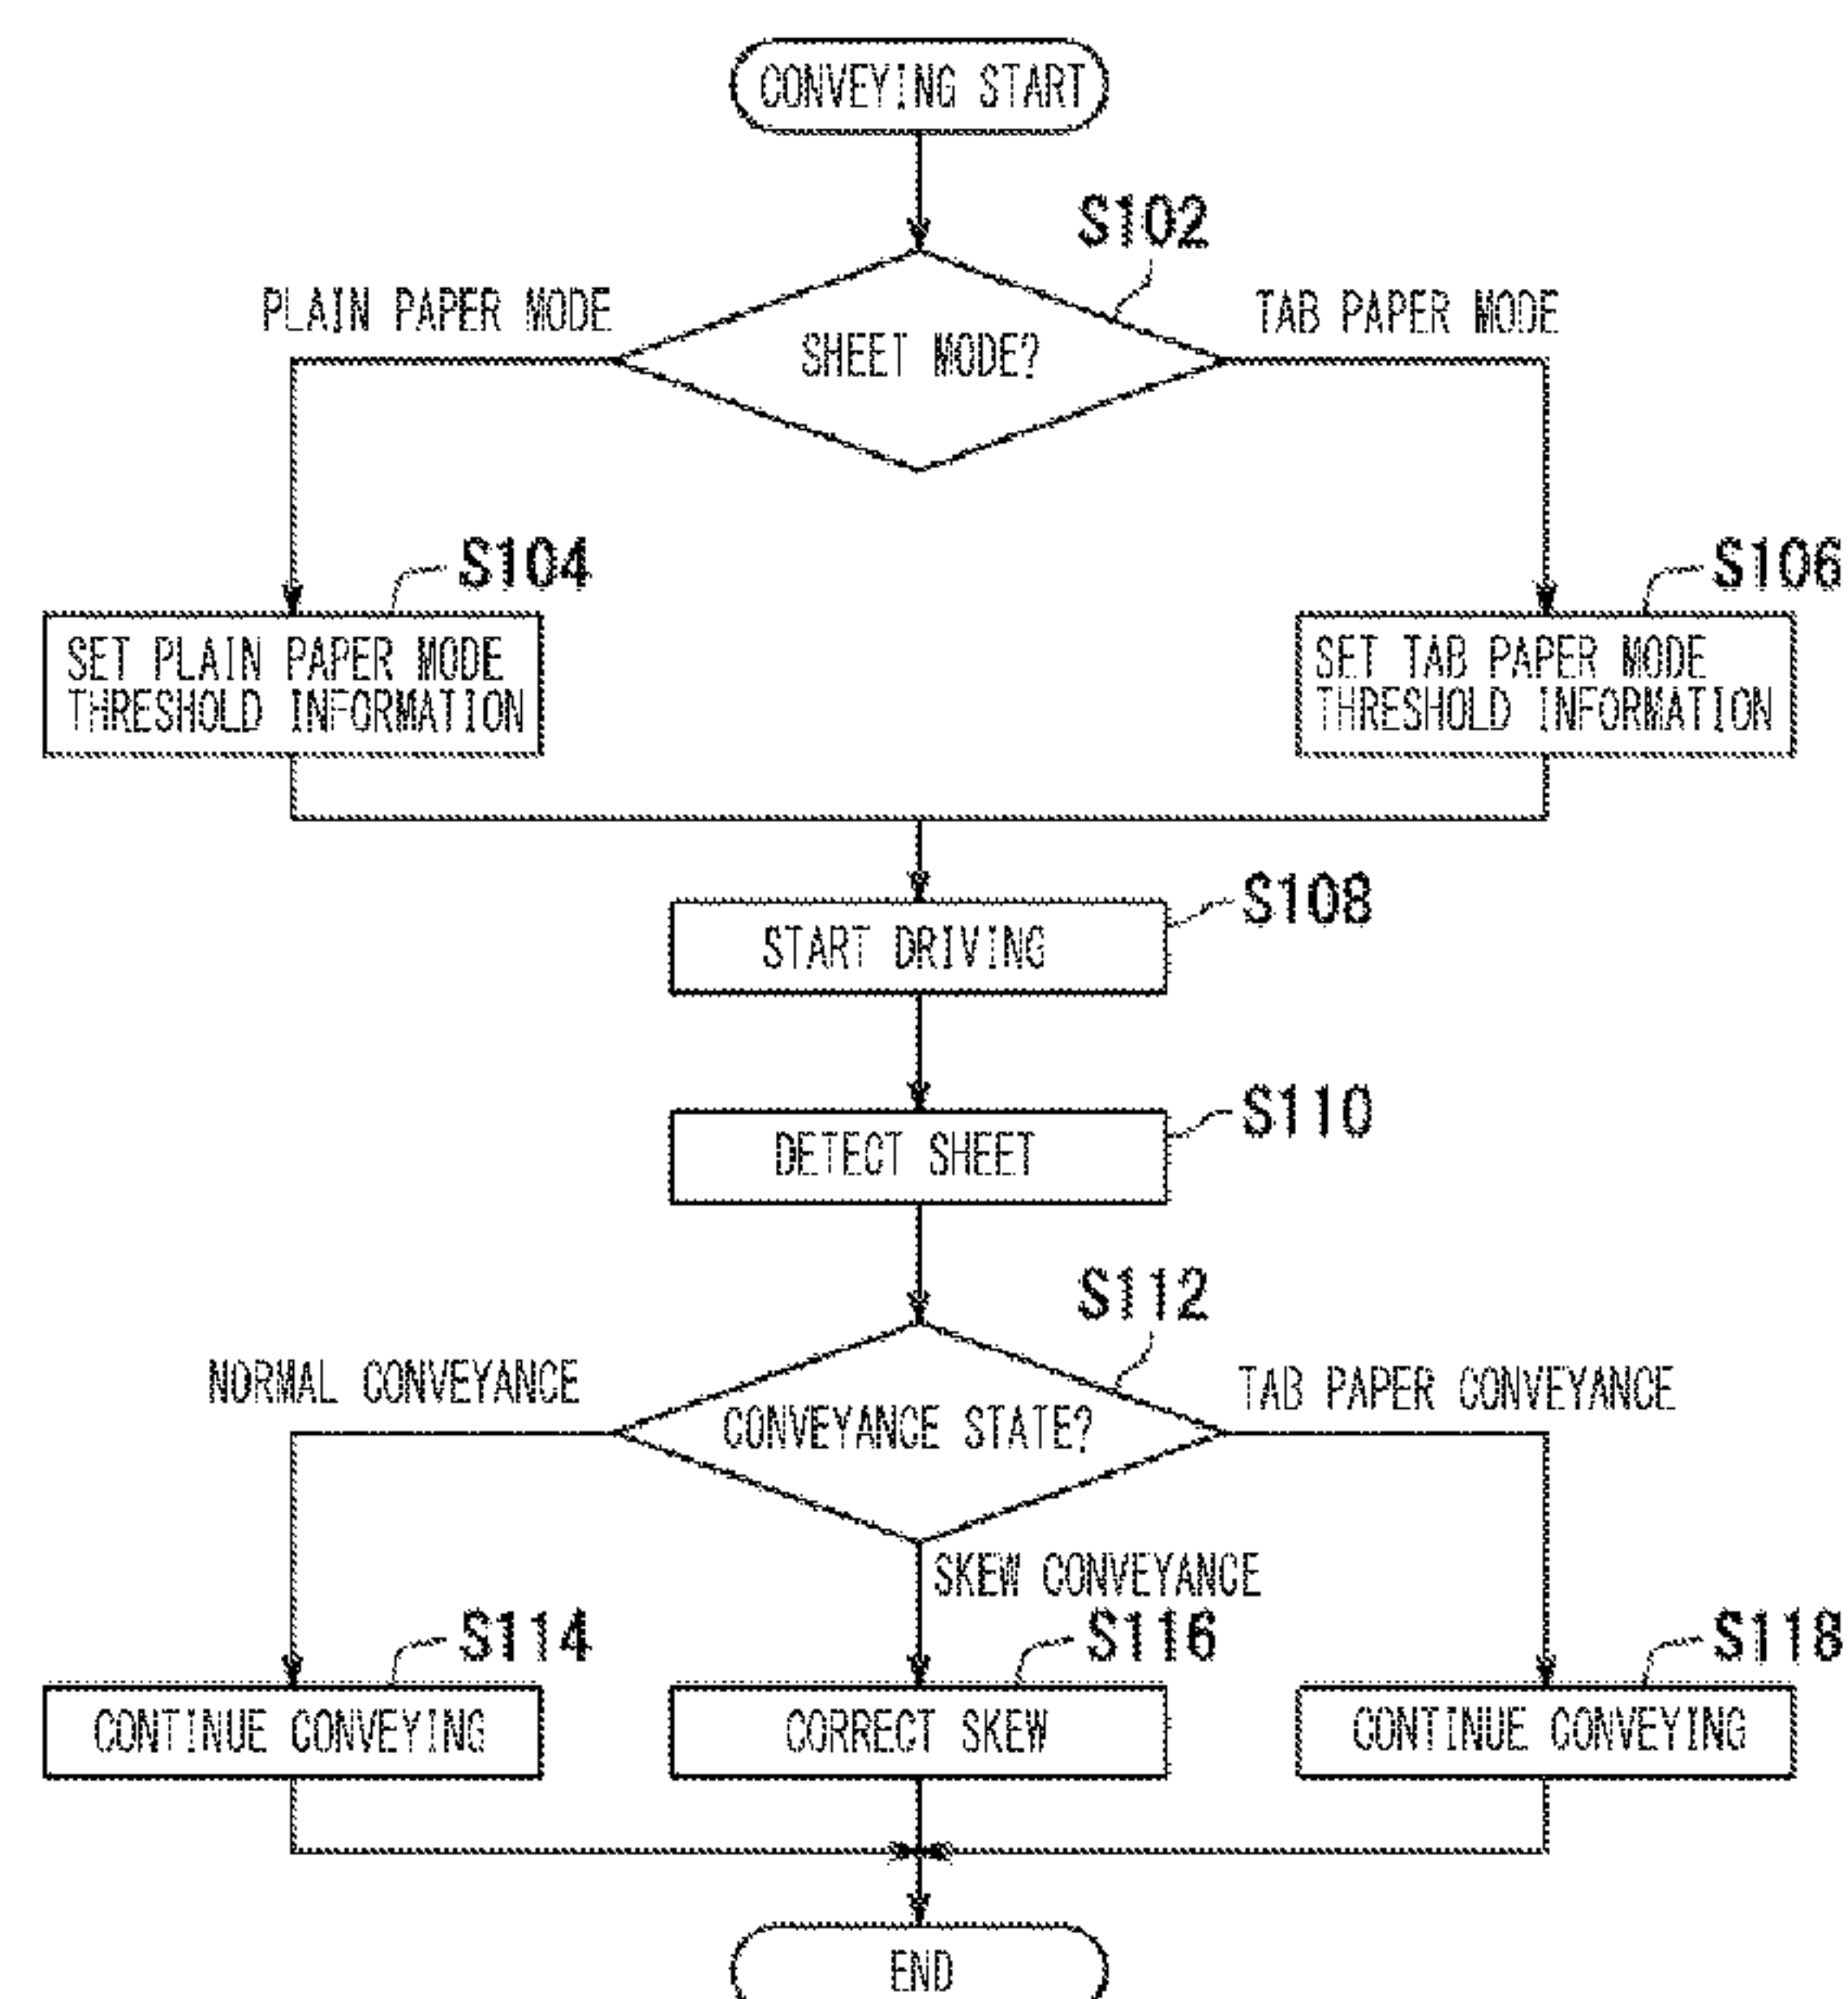 CONVEYING START
S102
PLAIN PAPER MODE
TAB PAPER MODE
SHEET MODE?
S104
S106
SET PLAIN PAPER MODE
THRESHOLD INFORMATION
SET TAB PAPER MODE
THRESHOLD INFORMATION
S108
START DRIVING
S110
DETECT SHEET
S112
NORMAL CONVEYANCE
TAB PAPER CONVEYANCE
CONVEYANCE STATE?
SKEW CONVEYANCE
S114
S116
S118
CONTINUE CONVEYING
CORRECT SKEW
CONTINUE CONVEYING
END